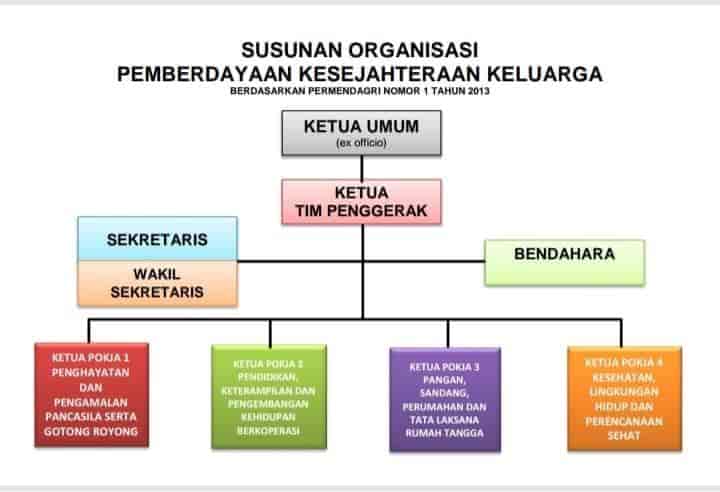 SUSUNAN ORGANISASI
PEMBERDAYAAN KESEJAHTERAAN KELUARGA
BERDASARKAN PERMENDAGRI NOMOR 1 TAHUN 2013
KETUA UMUM
(ex officio)
KETUA
TIM PENGGERAK
SEKRETARIS
WAKIL
SEKRETARIS
BENDAHARA
KETUA POKJA 1
PENGHAYATAN
DAN
PENGAMALAN
PANCASILA SERTA
GOTONG ROYONG
KETUA POKJA 2
PENDIDIKAN,
KETERAMPILAN DAN
PENGEMBANGAN
KEHIDUPAN
BERKOPERASI
KETUA POKJA 3
PANGAN,
SANDANG,
PERUMAHAN DAN
TATA LAKSANA
RUMAH TANGGA
KETUA POKJA 4
KESEHATAN,
LINGKUNGAN
HIDUP DAN
PERENCANAAN
SEHAT